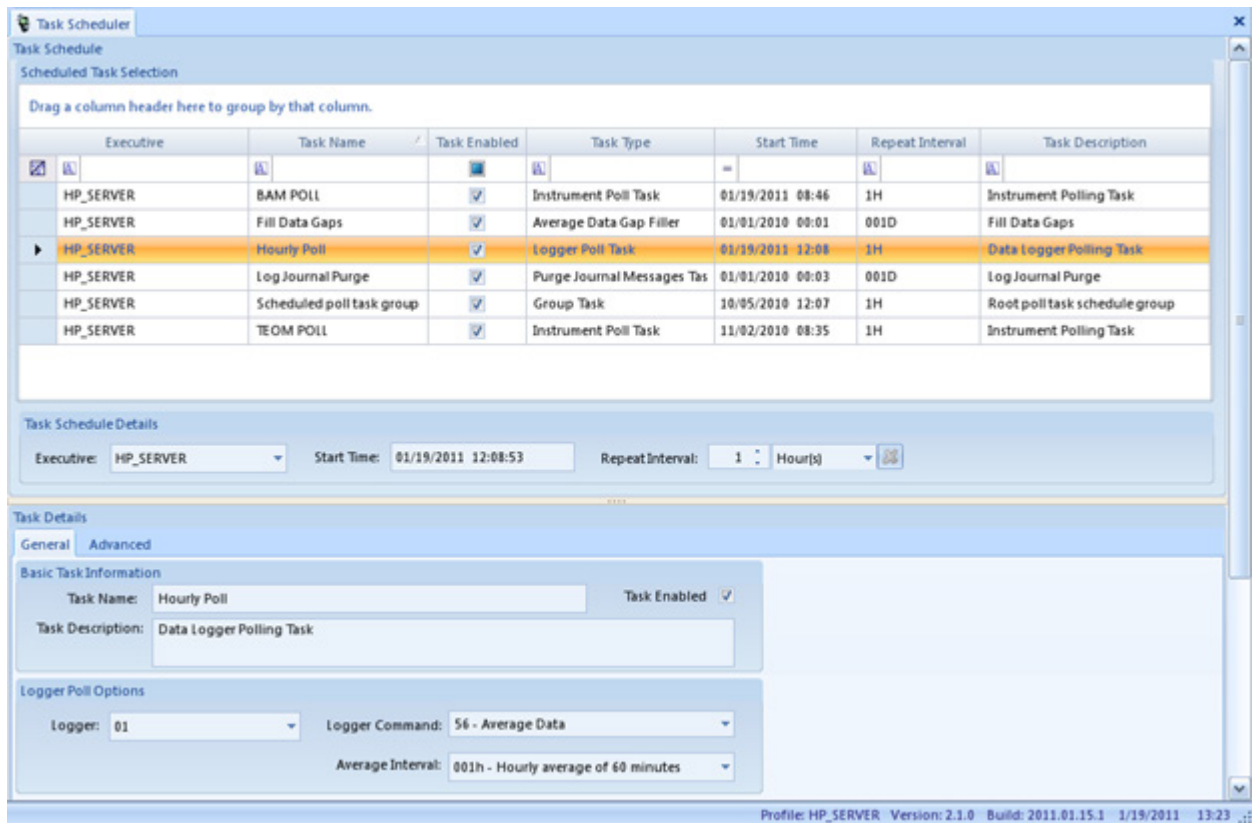 Task Scheduler
Task Schedule
Scheduled Task Selection
Drag a column header here to group by that column.
Executive Task Name Task Enabled Task Type Start Time Repeat Interval Task Description
HP_SERVER BAM POLL Instrument Poll Task 01/19/2011 08:46 1H Instrument Polling Task
HP_SERVER Fill Data Gaps Average Data Gap Filler 01/01/2010 00:01 001D Fill Data Gaps
HP_SERVER Hourly Poll Logger Poll Task 01/19/2011 12:08 1H Data Logger Polling Task
HP_SERVER Log Journal Purge Purge Journal Messages Tas 01/01/2010 00:03 001D Log Journal Purge
HP_SERVER Scheduled poll task group Group Task 10/05/2010 12:07 1H Root poll task schedule group
HP_SERVER TEOM POLL Instrument Poll Task 11/02/2010 08:35 1H Instrument Polling Task
Task Schedule Details
Executive: HP_SERVER Start Time: 01/19/2011 12:08:53 Repeat Interval: 1 Hour(s)
Task Details
General Advanced
Basic Task Information
Task Name: Hourly Poll Task Enabled
Task Description: Data Logger Polling Task
Logger Poll Options
Logger: 01 Logger Command: 56 - Average Data
Average Interval: 001h - Hourly average of 60 minutes
Profile: HP_SERVER Version: 2.1.0 Build: 2011.01.15.1 1/19/2011 13:23